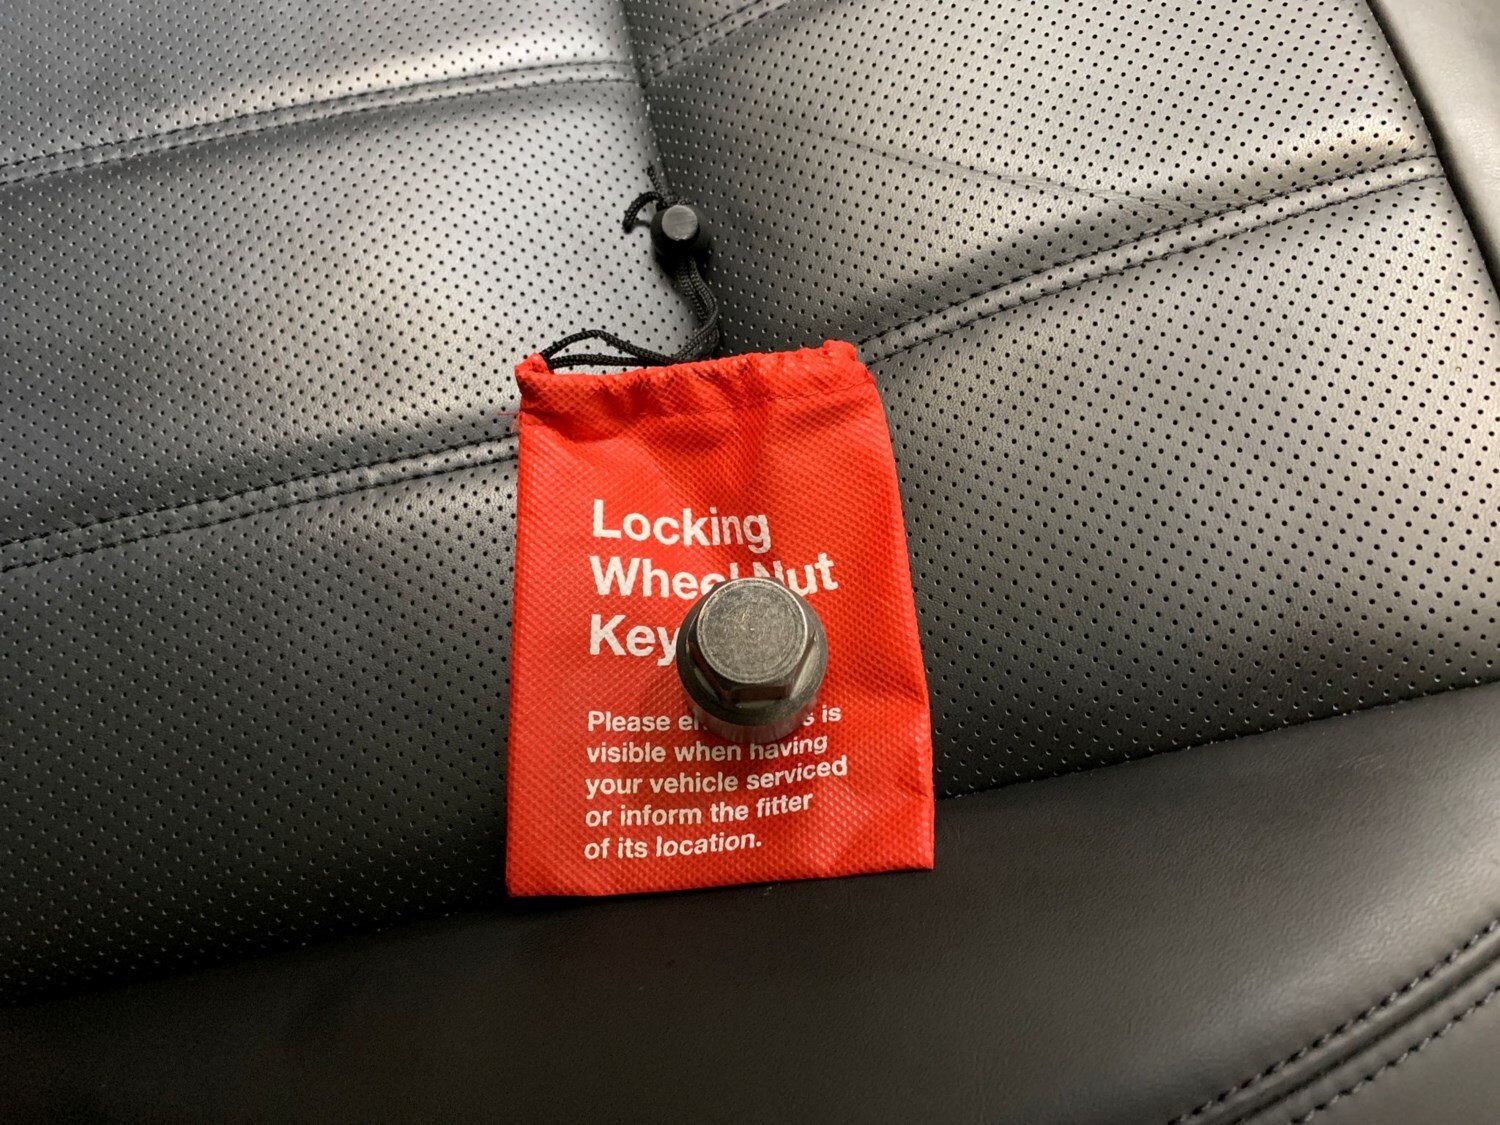 Locking
Wheel Nut
Key
Please is
visible when having
your vehicle serviced
or inform the fitter
of its location.